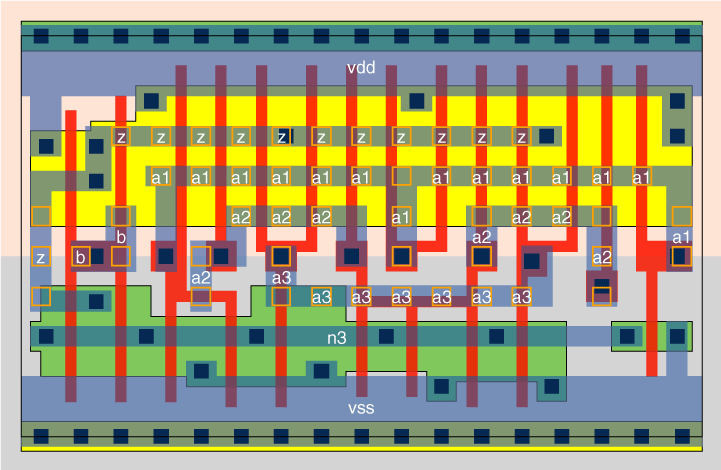 vdd
z z z z z z z z z z z
a1 a1 a1 a1 a1 a1 a1 a1 a1 a1 a1 a1
a2 a2 a2 a1 a2 a2 a2
b a2 a1
z b a2 a3 a2
a3 a3 a3 a3 a3 a3
n3
vss